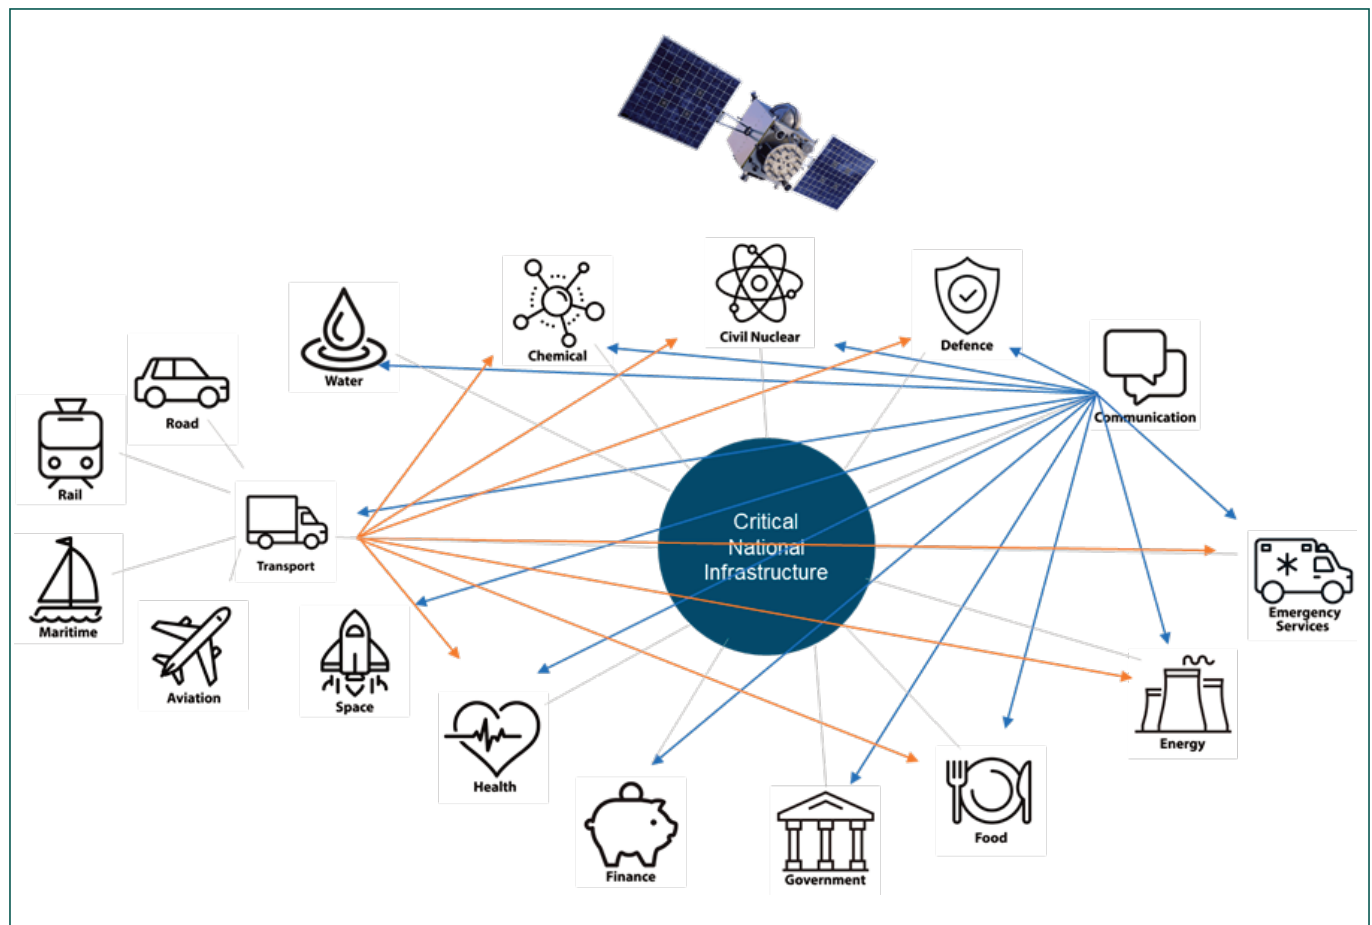 Civil Nuclear
Defence
Chemical
Water
Communication
Road
Rail
Critical
National
Infrastructure
Transport
Emergency
Services
Maritime
Aviation
Space
Energy
Health
Food
Finance
Government